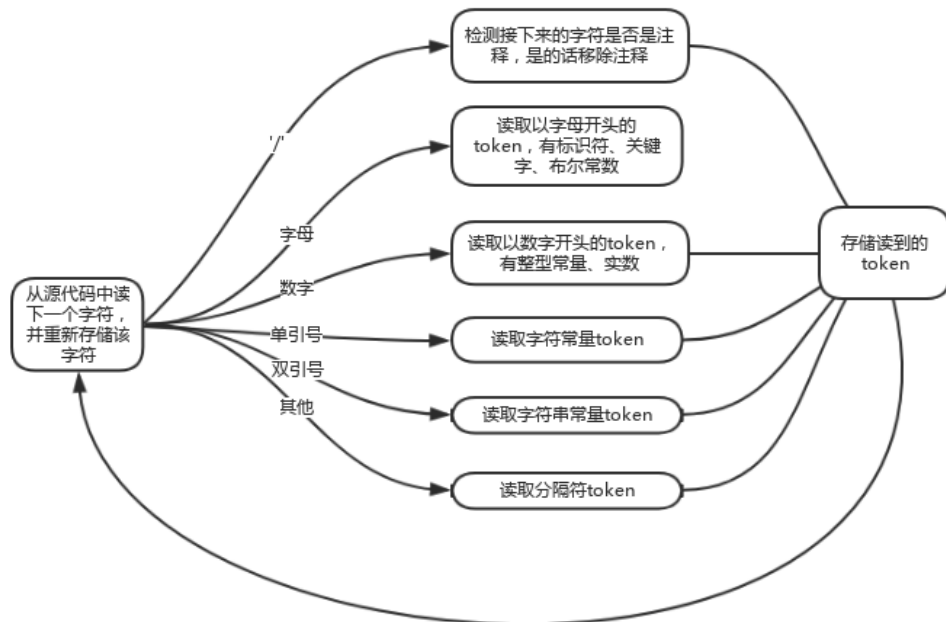 检测接下来的字符是否是注
释，是的话移除注释
'/'
读取以字母开头的
token，有标识符、关键
字、布尔常数
字母
读取以数字开头的token，
有整型常量、实数
存储读到的
token
数字
从源代码中读
下一个字符，
并重新存储该
字符
单引号
读取字符常量token
双引号
读取字符串常量token
其他
读取分隔符token